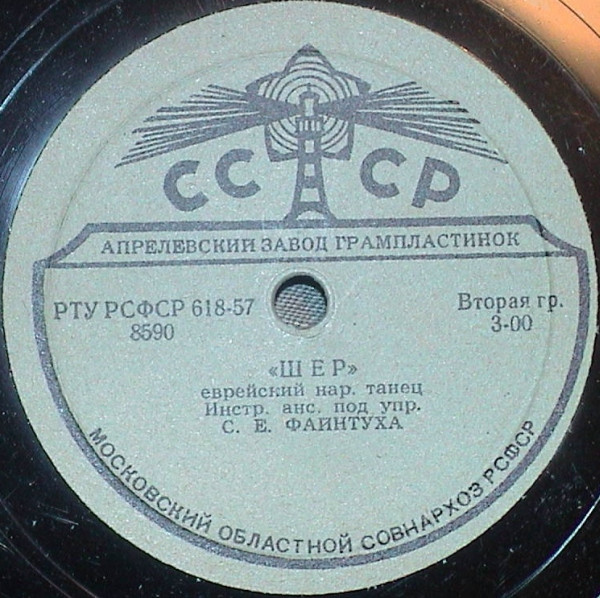 СССР
АПРЕЛЕВСКИЙ ЗАВОД ГРАМПЛАСТИНОК
РТУ РСФСР 618-57
8590
Вторая гр.
3-00
«ШЕР»
еврейский нар. танец
Инстр. анс. под упр.
С. Е. ФАИНТУХА
МОСКОВСКИЙ ОБЛАСТНОЙ СОВНАРХОЗ РСФСР